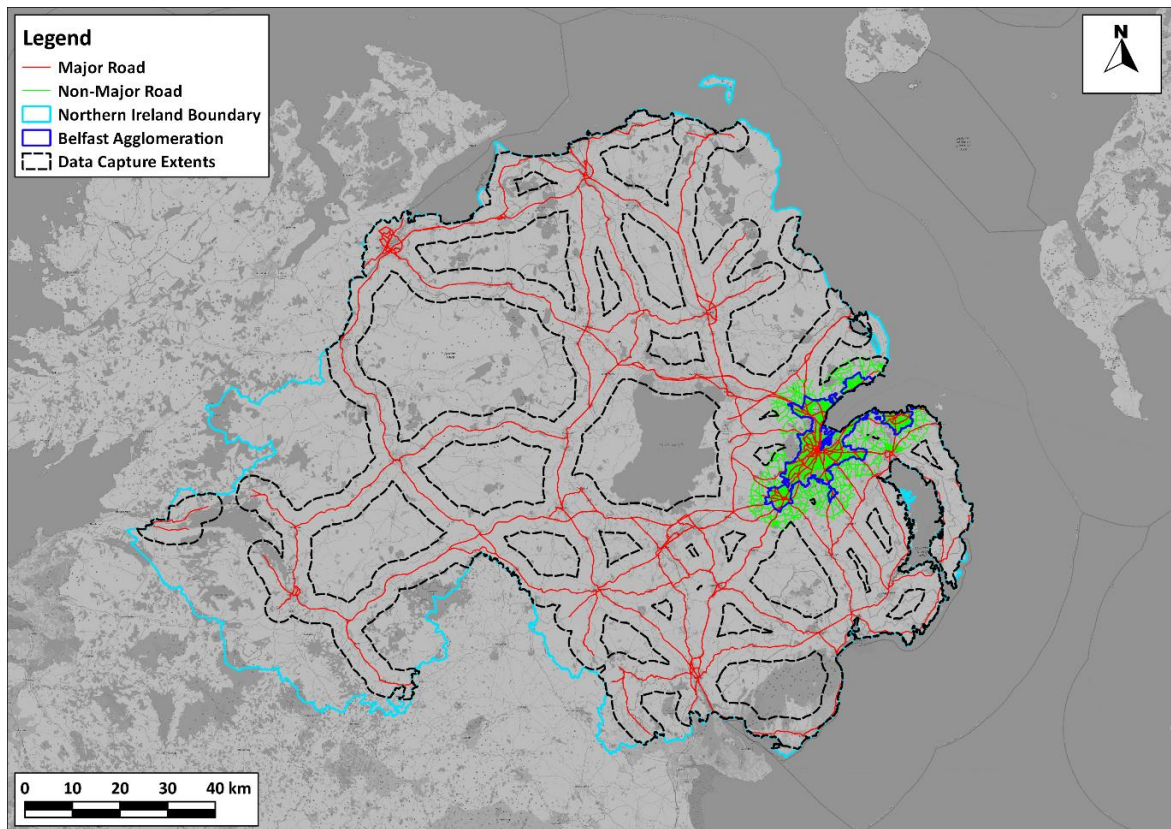 Legend
Major Road
Non-Major Road
Northern Ireland Boundary
Belfast Agglomeration
Data Capture Extents
N
0 10 20 30 40 km